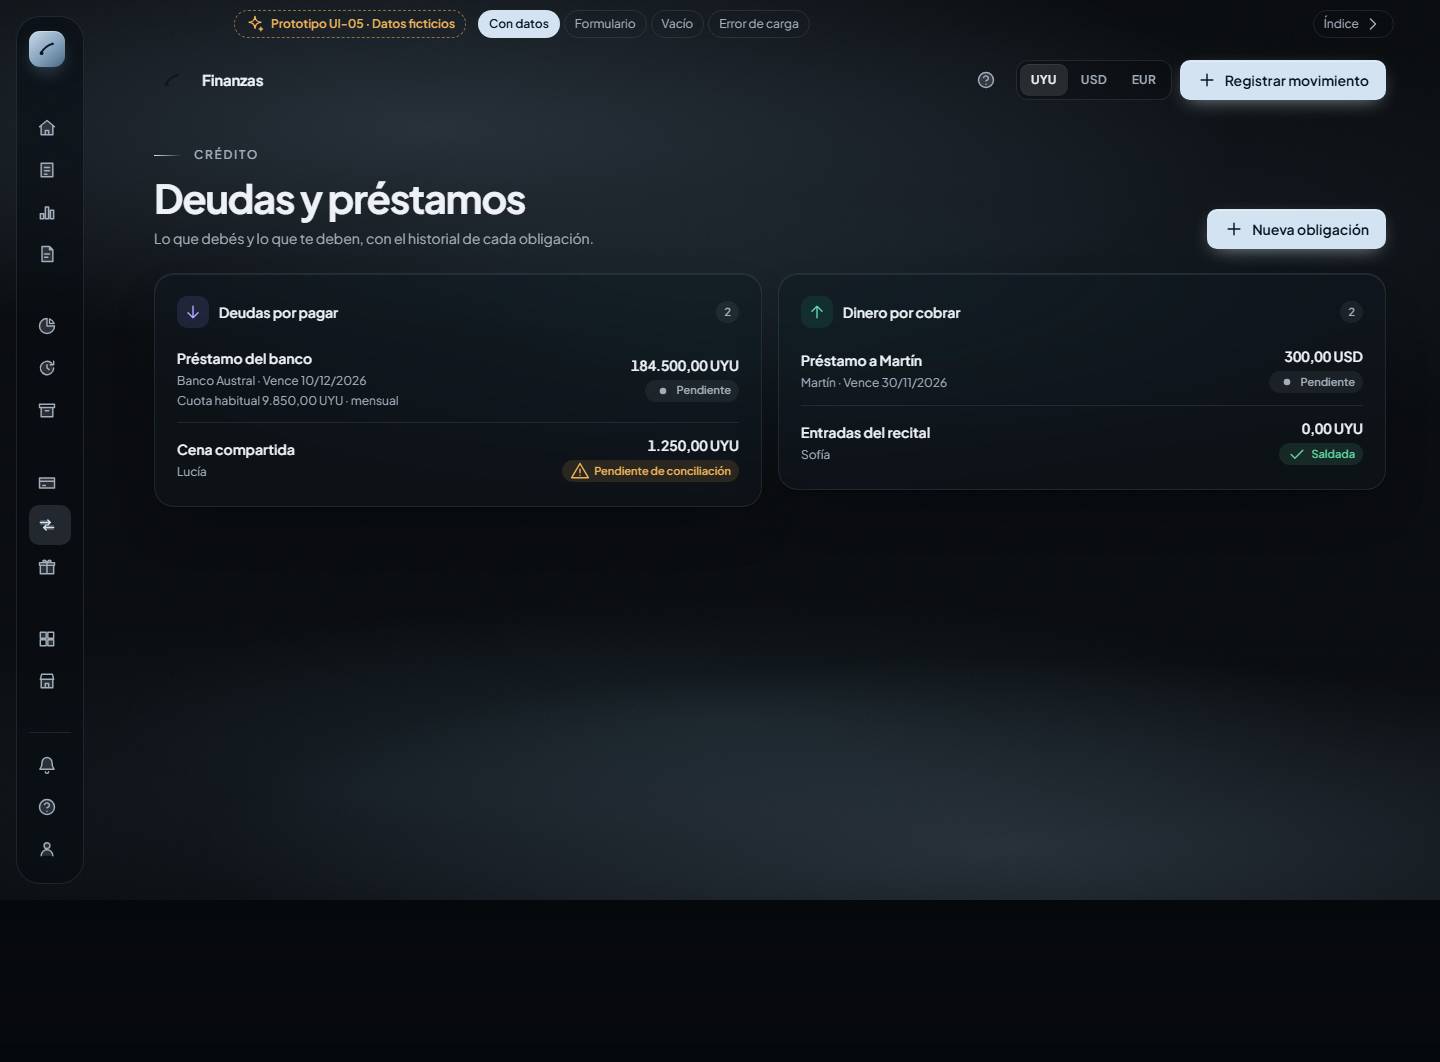 Prototipo UI-05 · Datos ficticios
Con datos
Formulario
Vacío
Error de carga
Índice
Finanzas
UYU
USD
EUR
Registrar movimiento
CRÉDITO
Deudas y préstamos
Lo que debés y lo que te deben, con el historial de cada obligación.
Nueva obligación
Deudas por pagar
2
Préstamo del banco
184.500,00 UYU
Banco Austral · Vence 10/12/2026
Pendiente
Cuota habitual 9.850,00 UYU · mensual
Cena compartida
1.250,00 UYU
Lucía
Pendiente de conciliación
Dinero por cobrar
2
Préstamo a Martín
300,00 USD
Martín · Vence 30/11/2026
Pendiente
Entradas del recital
0,00 UYU
Sofía
Saldada